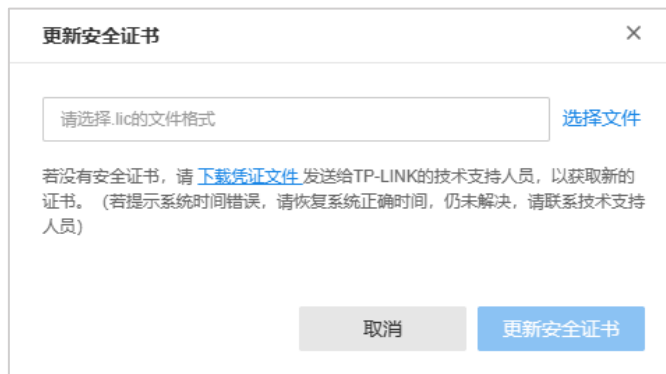 更新安全证书
请选择.lic的文件格式
选择文件
若没有安全证书，请 下载凭证文件 发送给TP-LINK的技术支持人员，以获取新的
证书。（若提示系统时间错误，请恢复系统正确时间，仍未解决，请联系技术支持
人员）
取消
更新安全证书